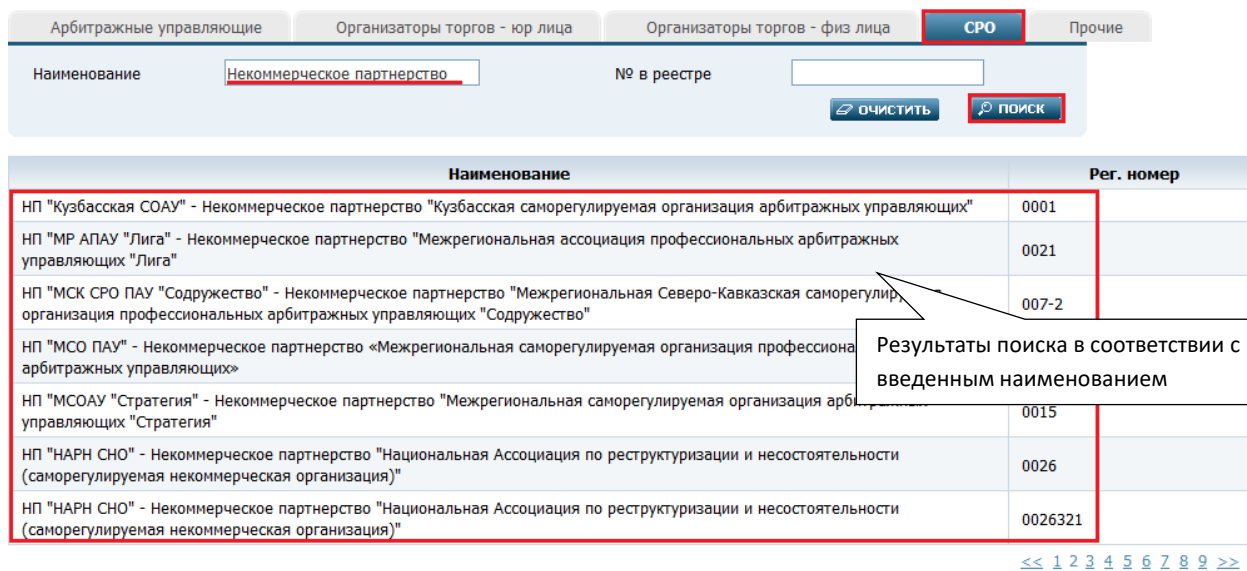 Арбитражные управляющие Организаторы торгов - юр лица Организаторы торгов - физ лица СРО Прочие
Наименование Некоммерческое партнерство № в реестре
ОЧИСТИТЬ ПОИСК
Наименование Рег. номер
НП "Кузбасская СОАУ" - Некоммерческое партнерство "Кузбасская саморегулируемая организация арбитражных управляющих" 0001
НП "МР АПАУ "Лига" - Некоммерческое партнерство "Межрегиональная ассоциация профессиональных арбитражных
управляющих "Лига" 0021
НП "МСК СРО ПАУ "Содружество" - Некоммерческое партнерство "Межрегиональная Северо-Кавказская
организация профессиональных арбитражных управляющих "Содружество" 007-2
НП "МСО ПАУ" - Некоммерческое партнерство «Межрегиональная саморегулируемая организация
арбитражных управляющих»
Результаты поиска в соответствии с
введенным наименованием
НП "МСОАУ "Стратегия" - Некоммерческое партнерство "Межрегиональная саморегулируемая организация
управляющих "Стратегия" 0015
НП "НАРН СНО" - Некоммерческое партнерство "Национальная Ассоциация по реструктуризации и несостоятельности
(саморегулируемая некоммерческая организация)" 0026
НП "НАРН СНО" - Некоммерческое партнерство "Национальная Ассоциация по реструктуризации и несостоятельности
(саморегулируемая некоммерческая организация)" 0026321
<< 1 2 3 4 5 6 7 8 9 >>